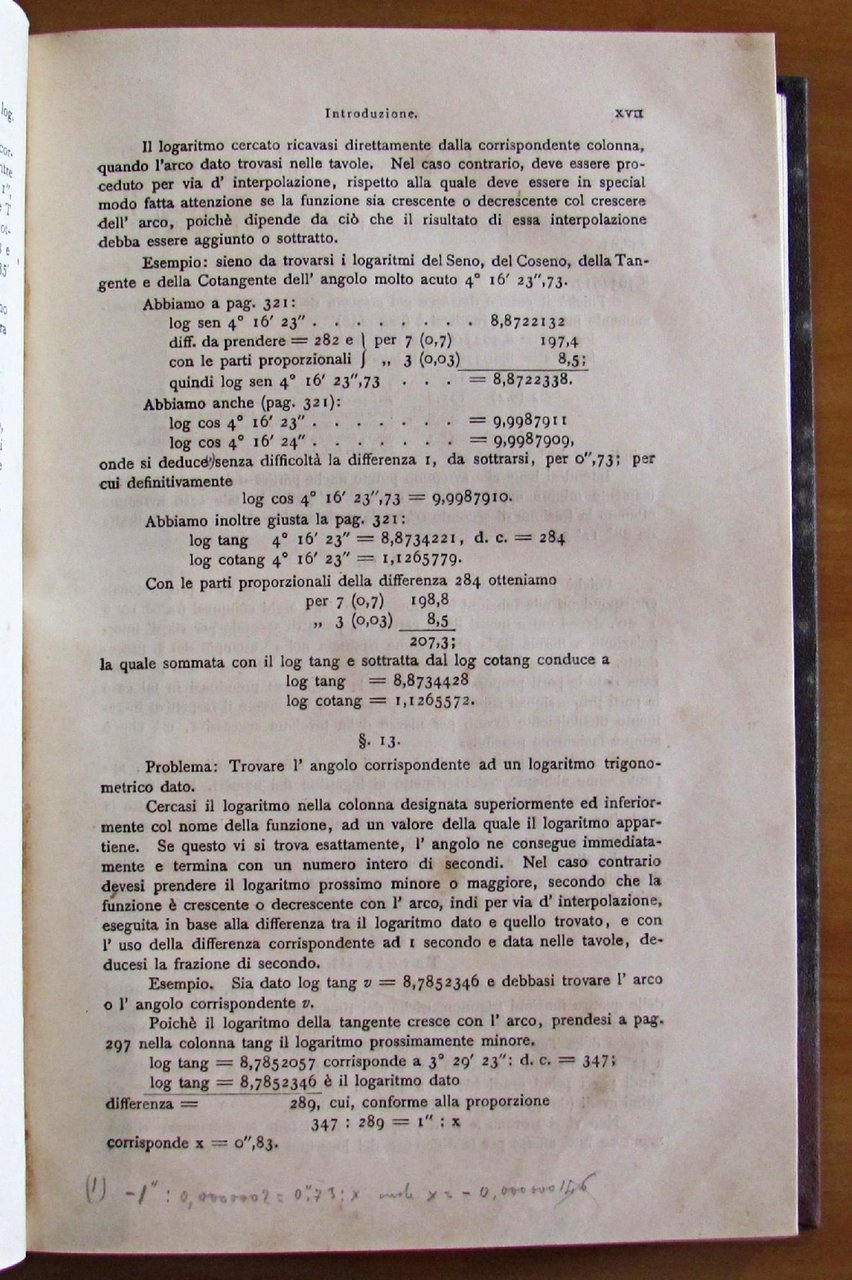 log.
Introduzione. XVII
Il logaritmo cercato ricavasi direttamente dalla corrispondente colonna,
quando l'arco dato trovasi nelle tavole. Nel caso contrario, deve essere pro-
ceduto per via d' interpolazione, rispetto alla quale deve essere in special
modo fatta attenzione se la funzione sia crescente o decrescente col crescere
dell' arco, poichè dipende da ciò che il risultato di essa interpolazione
debba essere aggiunto o sottratto.
Esempio: sieno da trovarsi i logaritmi del Seno, del Coseno, della Tan-
gente e della Cotangente dell' angolo molto acuto 4° 16′ 23″,73.
Abbiamo a pag. 321:
log sen 4° 16′ 23″ . . . . . . . . 8,8722132
diff. da prendere = 282 e } per 7 (0,7) 197,4
con le parti proporzionali } „ 3 (0,03) 8,5;
quindi log sen 4° 16′ 23″,73 . . . = 8,8722338.
Abbiamo anche (pag. 321):
log cos 4° 16′ 23″ . . . . . . . = 9,9987911
log cos 4° 16′ 24″ . . . . . . . = 9,9987909,
onde si deduce senza difficoltà la differenza 1, da sottrarsi, per 0″,73; per
cui definitivamente
log cos 4° 16′ 23″,73 = 9,9987910.
Abbiamo inoltre giusta la pag. 321:
log tang 4° 16′ 23″ = 8,8734221, d. c. = 284
log cotang 4° 16′ 23″ = 1,1265779.
Con le parti proporzionali della differenza 284 otteniamo
per 7 (0,7) 198,8
„ 3 (0,03) 8,5
207,3;
la quale sommata con il log tang e sottratta dal log cotang conduce a
log tang = 8,8734428
log cotang = 1,1265572.
§. 13.
Problema: Trovare l' angolo corrispondente ad un logaritmo trigono-
metrico dato.
Cercasi il logaritmo nella colonna designata superiormente ed inferior-
mente col nome della funzione, ad un valore della quale il logaritmo appar-
tiene. Se questo vi si trova esattamente, l' angolo ne consegue immediata-
mente e termina con un numero intero di secondi. Nel caso contrario
devesi prendere il logaritmo prossimo minore o maggiore, secondo che la
funzione è crescente o decrescente con l' arco, indi per via d' interpolazione,
eseguita in base alla differenza tra il logaritmo dato e quello trovato, e con
l' uso della differenza corrispondente ad 1 secondo e data nelle tavole, de-
ducesi la frazione di secondo.
Esempio. Sia dato log tang v = 8,7852346 e debbasi trovare l' arco
o l' angolo corrispondente v.
Poichè il logaritmo della tangente cresce con l' arco, prendesi a pag.
297 nella colonna tang il logaritmo prossimamente minore.
log tang = 8,7852057 corrisponde a 3° 29′ 23″; d. c. = 347;
log tang = 8,7852346 è il logaritmo dato
differenza = 289, cui, conforme alla proporzione
347 : 289 = 1″ : x
corrisponde x = 0″,83.
(1) -1″ : 0,0000002 = 0″,73 : x onde x = -